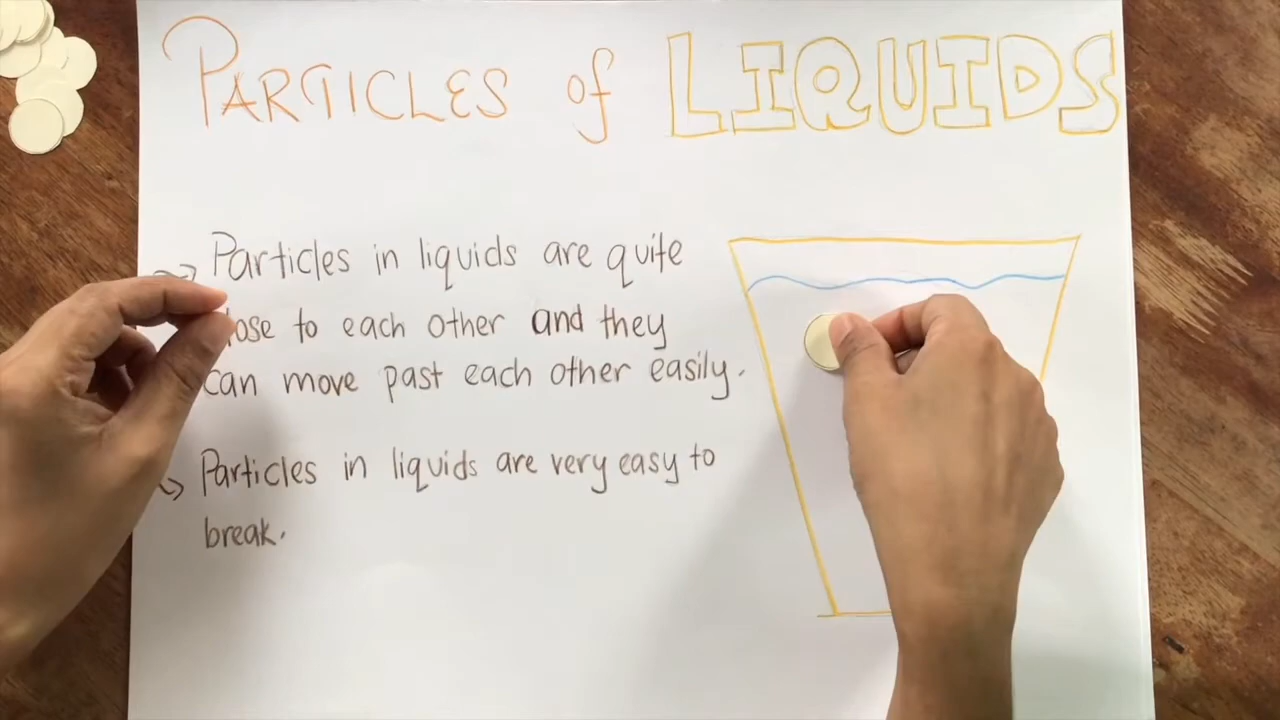 PARTICLES of LIQUIDS
Particles in liquids are quite
lose to each other and they
can move past each other easily.
Particles in liquids are very easy to
break.